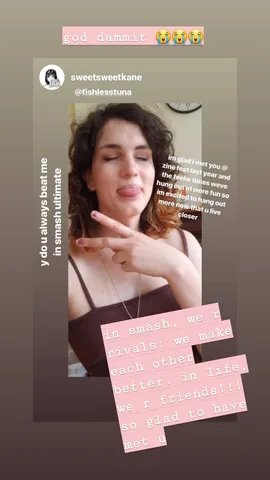 god dammit 😭😭😭
sweetsweetkane
@fishlesstuna
y do u always beat me
in smash ultimate
im glad i met you @
zine fest last year and
the fewe times weve
hung out irl were fun so
im excited to hang out
more now that u live
closer
in smash, we r
rivals: we make
each other
better. in life,
we r friends!!!
so glad to have
met u